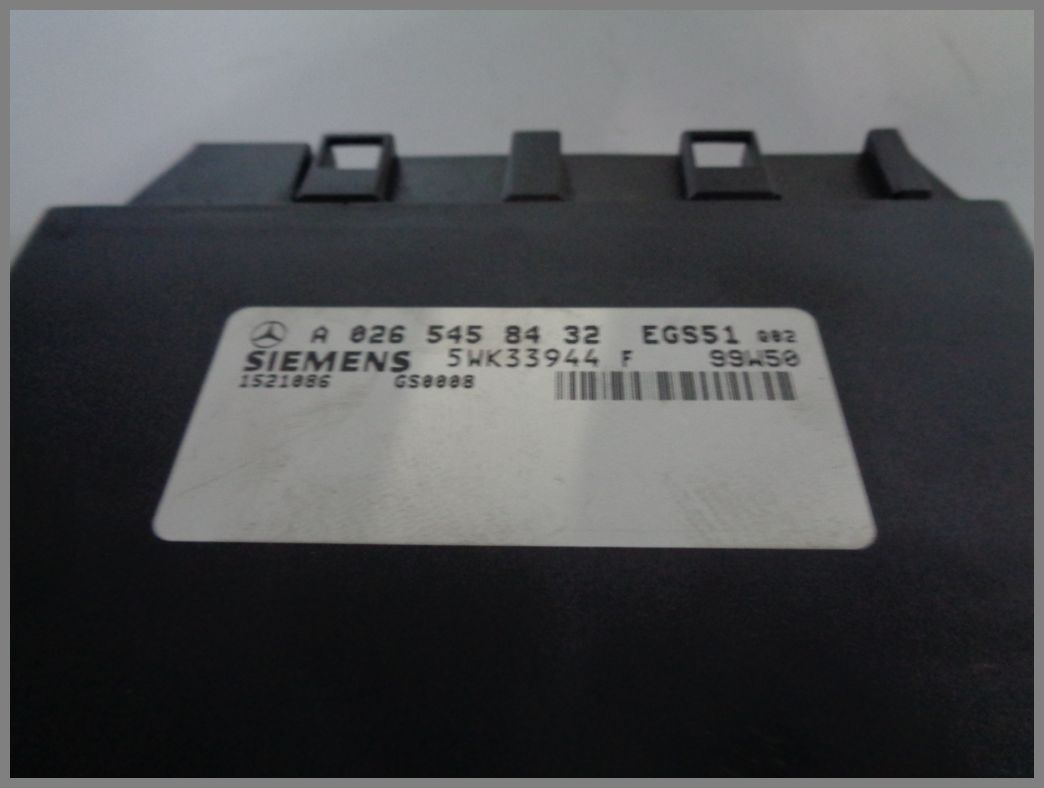 A 026 545 84 32 EGS51 Q02
SIEMENS 5WK33944 F 99W50
1521086 GS0008